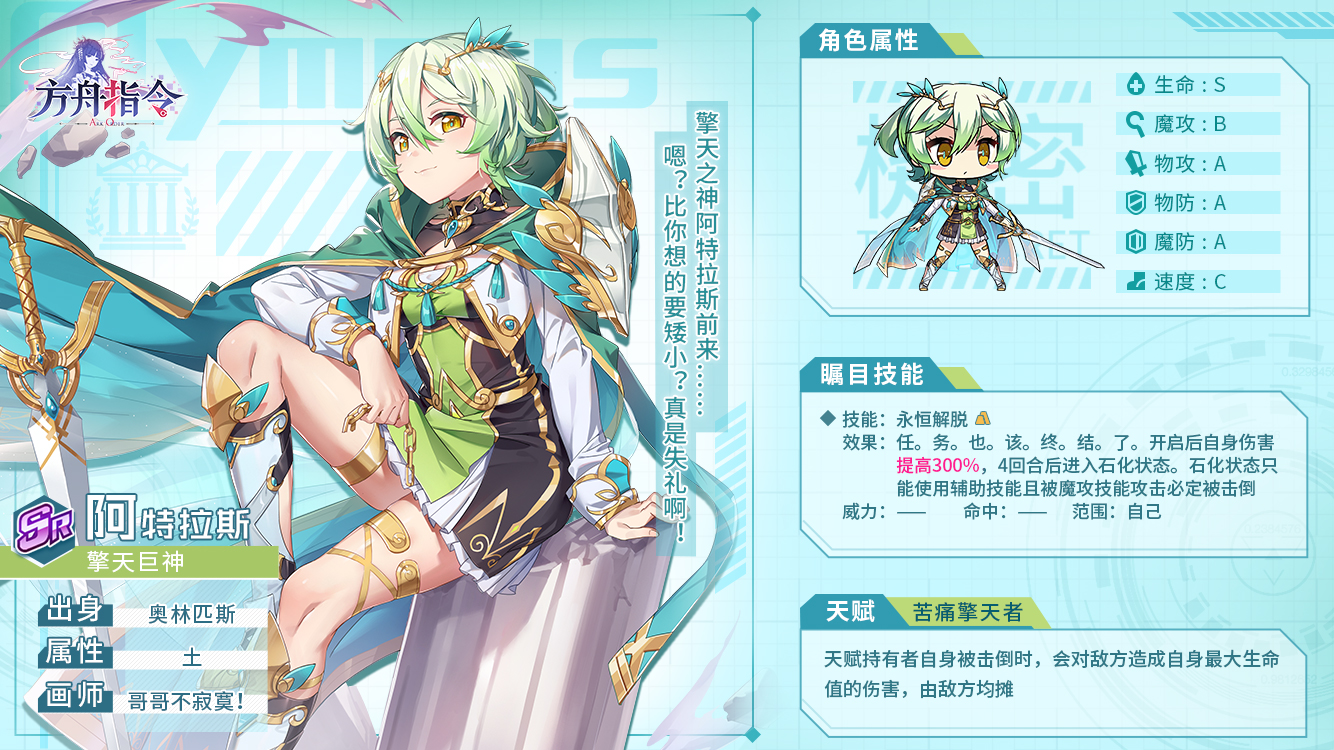 方舟指令
ARK ORDER
OLYMPUS
擎天之神阿特拉斯前来……
嗯？比你想的要矮小？真是失礼啊！
SR
阿特拉斯
擎天巨神
出身
奥林匹斯
属性
土
画师
哥哥不寂寞！
角色属性
机密
生命：S
魔攻：B
物攻：A
物防：A
魔防：A
速度：C
瞩目技能
◆ 技能：永恒解脱
效果：任。务。也。该。终。结。了。开启后自身伤害
提高300%，4回合后进入石化状态。石化状态只
能使用辅助技能且被魔攻技能攻击必定被击倒
威力：—— 命中：—— 范围：自己
天赋
苦痛擎天者
天赋持有者自身被击倒时，会对敌方造成自身最大生命
值的伤害，由敌方均摊